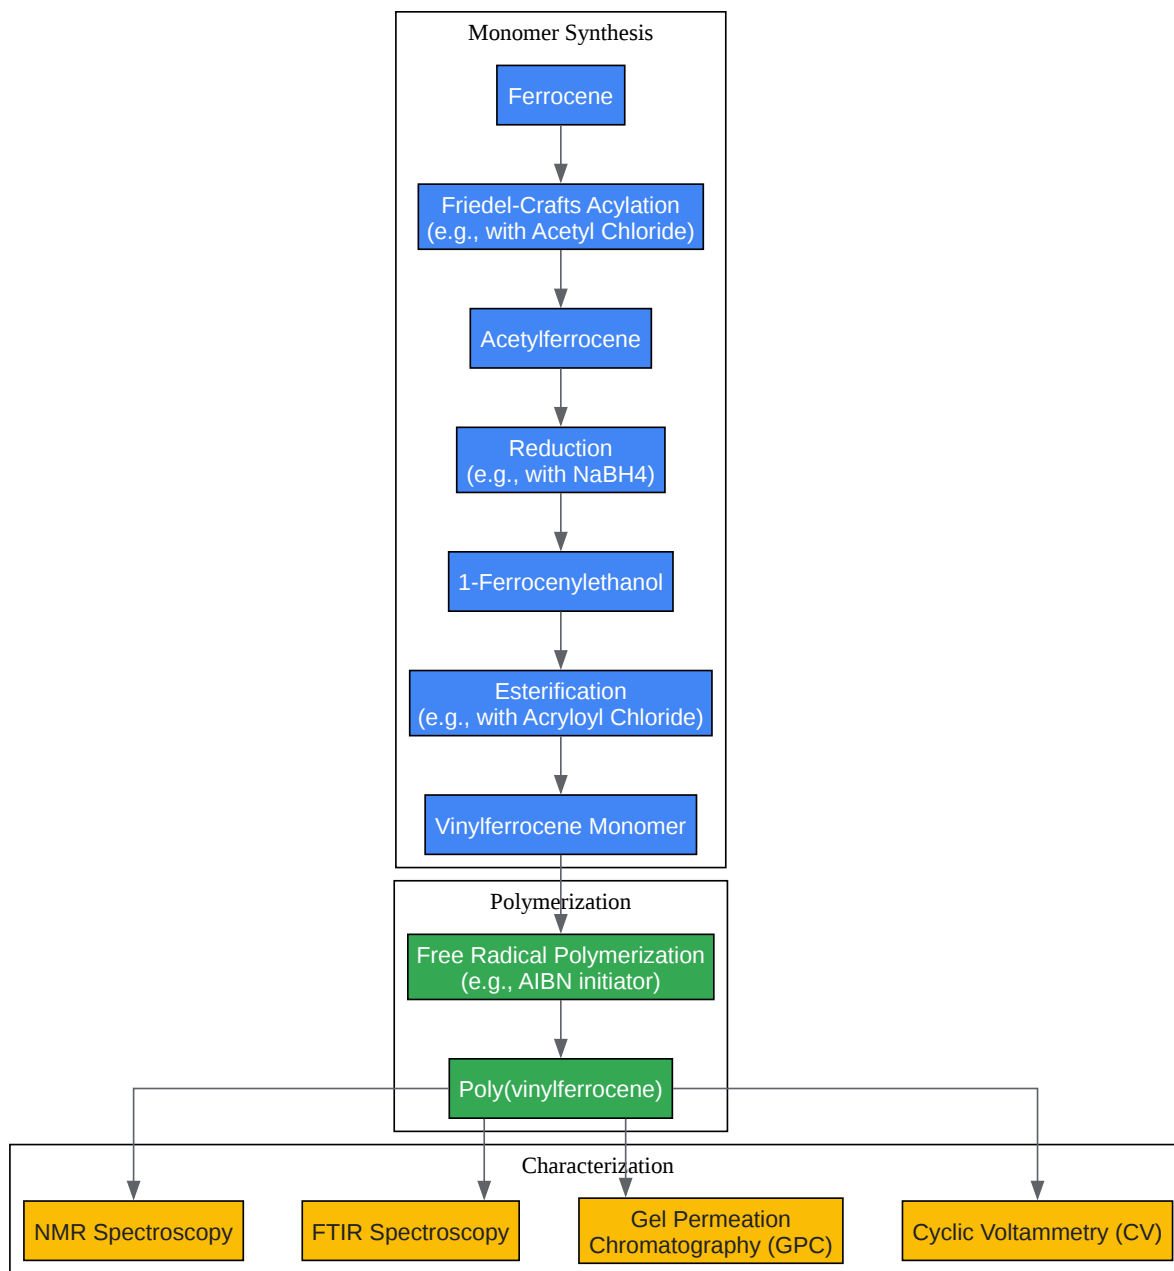 Monomer Synthesis
Ferrocene
Friedel-Crafts Acylation
(e.g., with Acetyl Chloride)
Acetylferrocene
Reduction
(e.g., with NaBH4)
1-Ferrocenylethanol
Esterification
(e.g., with Acryloyl Chloride)
Vinylferrocene Monomer
Polymerization
Free Radical Polymerization
(e.g., AIBN initiator)
Poly(vinylferrocene)
Characterization
NMR Spectroscopy
FTIR Spectroscopy
Gel Permeation
Chromatography (GPC)
Cyclic Voltammetry (CV)